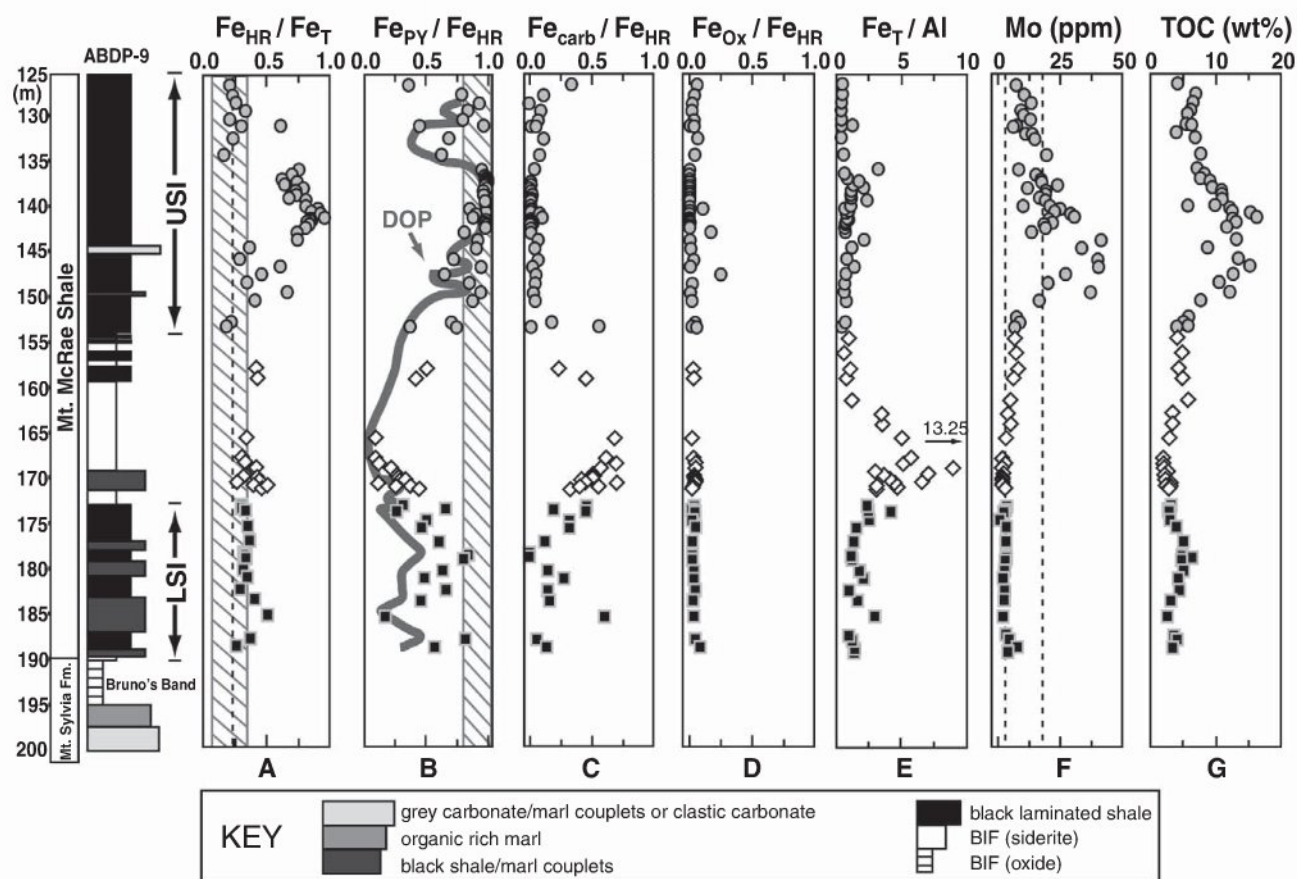 Fe_HR / Fe_T Fe_PY / Fe_HR Fe_carb / Fe_HR Fe_Ox / Fe_HR Fe_T / Al Mo (ppm) TOC (wt%)
ABDP-9
0.0 0.5 1.0 0.0 0.5 1.0 0.0 0.5 1.0 0.0 0.5 1.0 0 5 10 0 25 50 0 10 20
125
(m)
130
135
140
145
150
155
160
165
170
175
180
185
190
195
200
Mt. McRae Shale
Mt. Sylvia Fm.
USI
LSI
Bruno's Band
DOP
13.25
A B C D E F G
KEY
grey carbonate/marl couplets or clastic carbonate
organic rich marl
black shale/marl couplets
black laminated shale
BIF (siderite)
BIF (oxide)